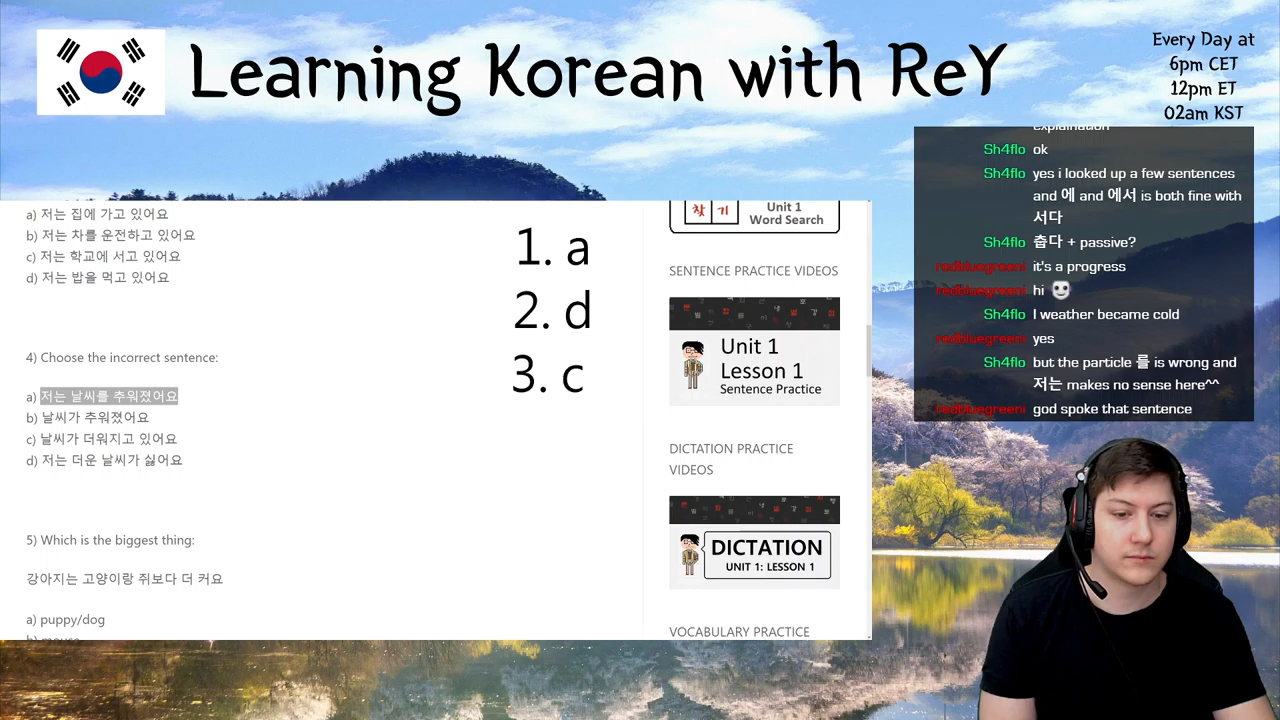 Learning Korean with ReY
Every Day at
6pm CET
12pm ET
02am KST
a) 저는 집에 가고 있어요
b) 저는 차를 운전하고 있어요
c) 저는 학교에 서고 있어요
d) 저는 밥을 먹고 있어요
4) Choose the incorrect sentence:
a) 저는 날씨를 추워졌어요
b) 날씨가 추워졌어요
c) 날씨가 더워지고 있어요
d) 저는 더운 날씨가 싫어요
5) Which is the biggest thing:
강아지는 고양이랑 쥐보다 더 커요
a) puppy/dog
b) mouse
1. a
2. d
3. c
찾 기
Unit 1
Word Search
SENTENCE PRACTICE VIDEOS
Unit 1
Lesson 1
Sentence Practice
DICTATION PRACTICE
VIDEOS
DICTATION
UNIT 1: LESSON 1
VOCABULARY PRACTICE
explaination
Sh4flo ok
Sh4flo yes i looked up a few sentences
and 에 and 에서 is both fine with
서다
Sh4flo 춥다 + passive?
redbluegreeni it's a progress
redbluegreeni hi
Sh4flo I weather became cold
redbluegreeni yes
Sh4flo but the particle 를 is wrong and
저는 makes no sense here^^
redbluegreeni god spoke that sentence